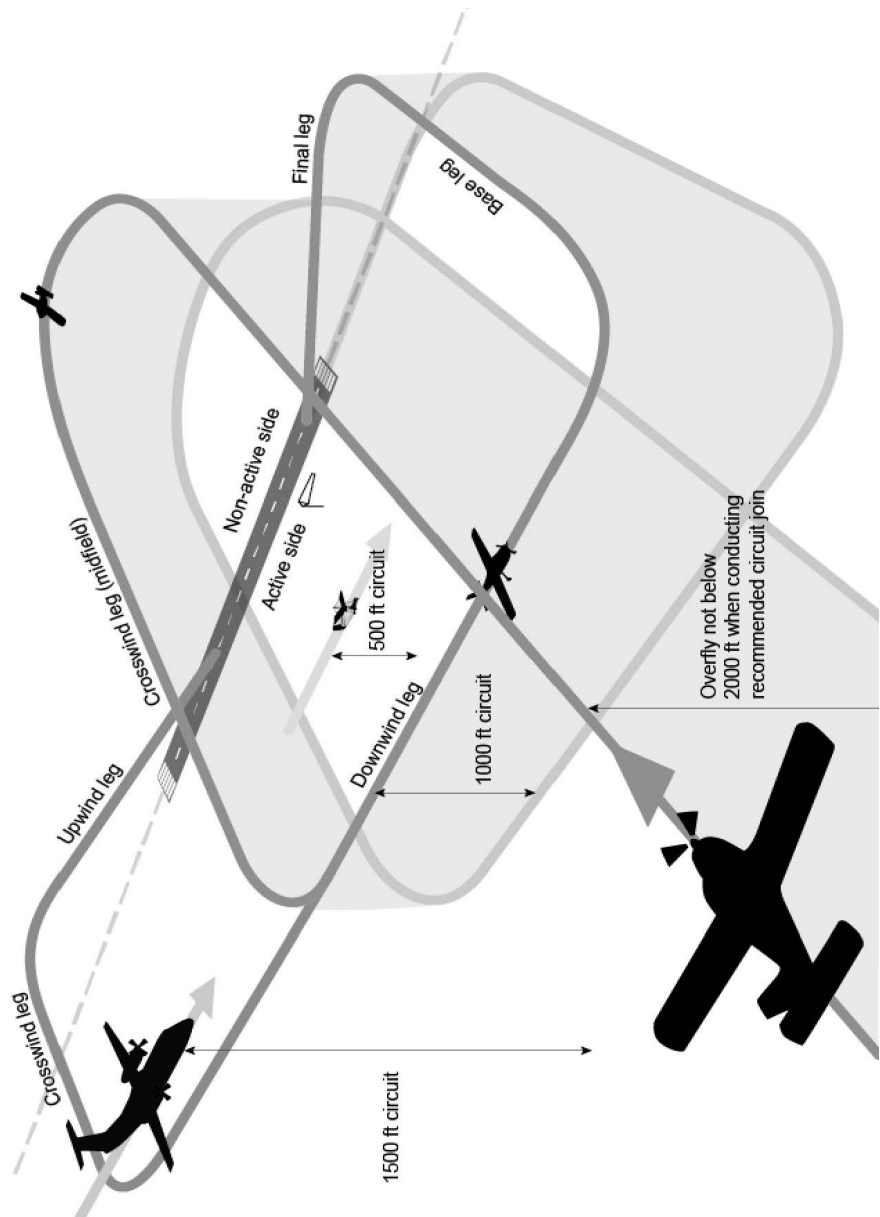 Final leg
Base leg
Non-active side
Active side
Crosswind leg (midfield)
500 ft circuit
Upwind leg
Downwind leg
1000 ft circuit
Overfly not below
2000 ft when conducting
recommended circuit join
Crosswind leg
1500 ft circuit